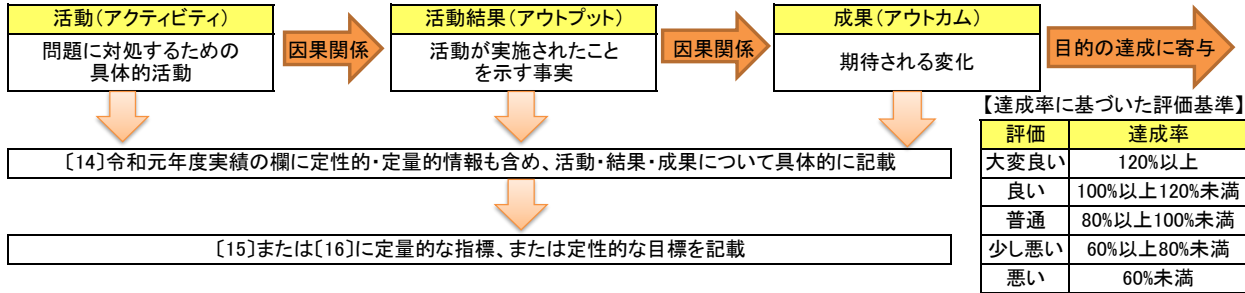 活動(アクティビティ)
問題に対処するための
具体的活動
因果関係
活動結果(アウトプット)
活動が実施されたこと
を示す事実
因果関係
成果(アウトカム)
期待される変化
目的の達成に寄与
〔14〕令和元年度実績の欄に定性的・定量的情報も含め、活動・結果・成果について具体的に記載
〔15〕または〔16〕に定量的な指標、または定性的な目標を記載
【達成率に基づいた評価基準】
評価 達成率
大変良い 120%以上
良い 100%以上120%未満
普通 80%以上100%未満
少し悪い 60%以上80%未満
悪い 60%未満